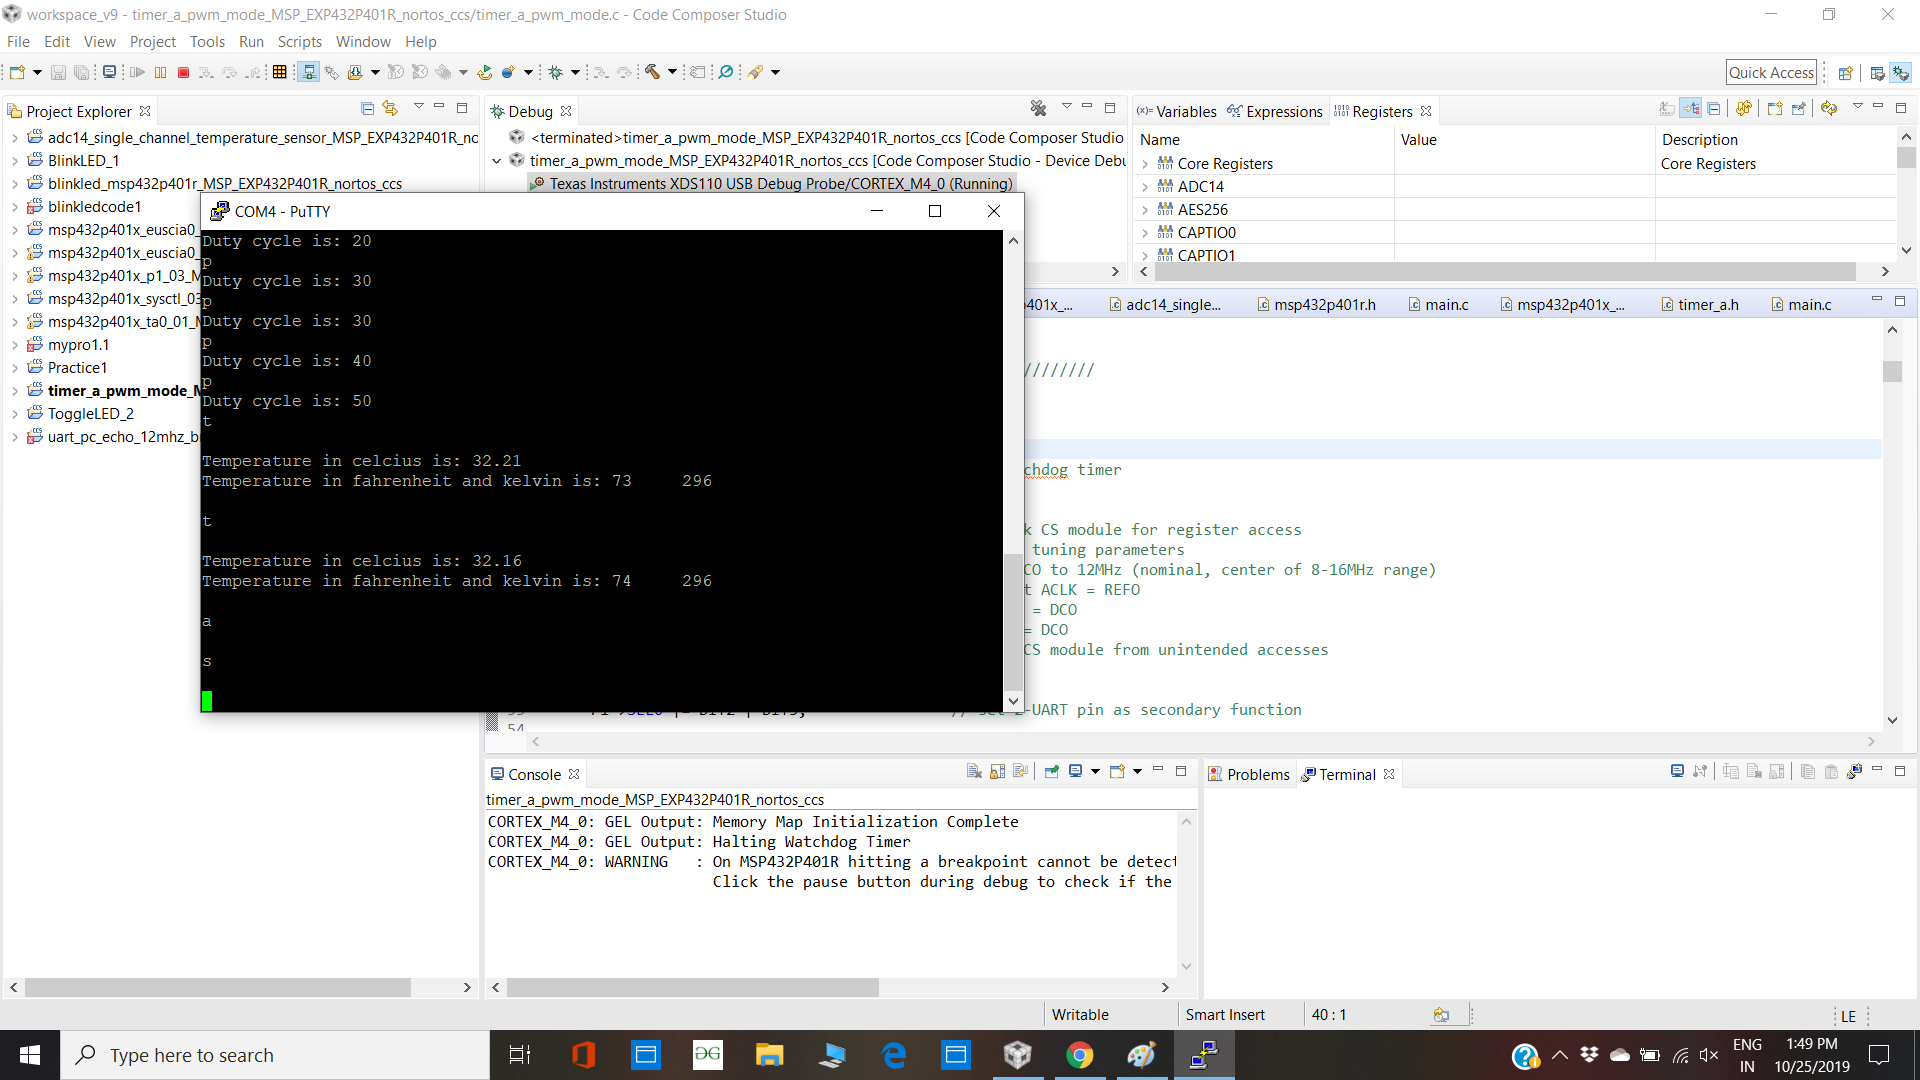 workspace_v9 - timer_a_pwm_mode_MSP_EXP432P401R_nortos_ccs/timer_a_pwm_mode.c - Code Composer Studio
File Edit View Project Tools Run Scripts Window Help
Quick Access
Project Explorer
adc14_single_channel_temperature_sensor_MSP_EXP432P401R_nc
BlinkLED_1
blinkled_msp432p401r_MSP_EXP432P401R_nortos_ccs
blinkledcode1
msp432p401x_euscia0_
msp432p401x_euscia0_
msp432p401x_p1_03_M
msp432p401x_sysctl_03
msp432p401x_ta0_01_M
mypro1.1
Practice1
timer_a_pwm_mode_M
ToggleLED_2
uart_pc_echo_12mhz_b
Debug
<terminated>timer_a_pwm_mode_MSP_EXP432P401R_nortos_ccs [Code Composer Studio
timer_a_pwm_mode_MSP_EXP432P401R_nortos_ccs [Code Composer Studio - Device Debu
Texas Instruments XDS110 USB Debug Probe/CORTEX_M4_0 (Running)
(x)= Variables Expressions Registers
Name Value Description
Core Registers Core Registers
ADC14
AES256
CAPTIO0
CAPTIO1
COM4 - PuTTY
Duty cycle is: 20
p
Duty cycle is: 30
p
Duty cycle is: 30
p
Duty cycle is: 40
p
Duty cycle is: 50
t
Temperature in celcius is: 32.21
Temperature in fahrenheit and kelvin is: 73 296
t
Temperature in celcius is: 32.16
Temperature in fahrenheit and kelvin is: 74 296
a
s
401x_... adc14_single... msp432p401r.h main.c msp432p401x_... timer_a.h main.c
////////
chdog timer
k CS module for register access
tuning parameters
CO to 12MHz (nominal, center of 8-16MHz range)
t ACLK = REFO
= DCO
= DCO
CS module from unintended accesses
2-UART pin as secondary function
54
Console
timer_a_pwm_mode_MSP_EXP432P401R_nortos_ccs
CORTEX_M4_0: GEL Output: Memory Map Initialization Complete
CORTEX_M4_0: GEL Output: Halting Watchdog Timer
CORTEX_M4_0: WARNING : On MSP432P401R hitting a breakpoint cannot be detect
Click the pause button during debug to check if the
Problems Terminal
Writable Smart Insert 40 : 1 LE
Type here to search
ENG
IN
1:49 PM
10/25/2019